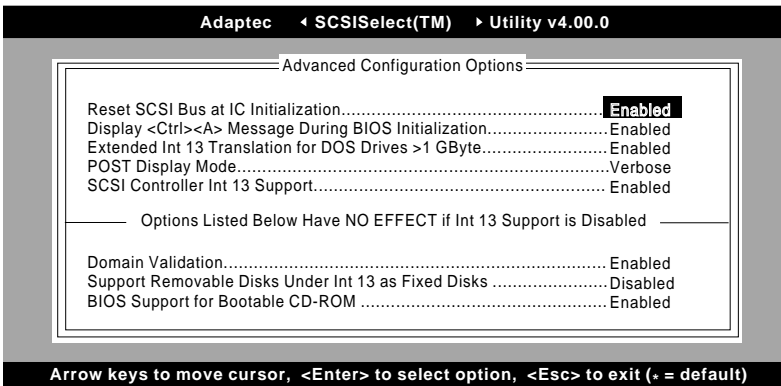 Adaptec ◂ SCSISelect(TM) ▸ Utility v4.00.0
Advanced Configuration Options
Reset SCSI Bus at IC Initialization........................................................... Enabled
Display <Ctrl><A> Message During BIOS Initialization...........................Enabled
Extended Int 13 Translation for DOS Drives >1 GByte............................Enabled
POST Display Mode.....................................................................................Verbose
SCSI Controller Int 13 Support.................................................................. Enabled
Options Listed Below Have NO EFFECT if Int 13 Support is Disabled
Domain Validation....................................................................................... Enabled
Support Removable Disks Under Int 13 as Fixed Disks ..........................Disabled
BIOS Support for Bootable CD-ROM ........................................................Enabled
Arrow keys to move cursor, <Enter> to select option, <Esc> to exit (* = default)